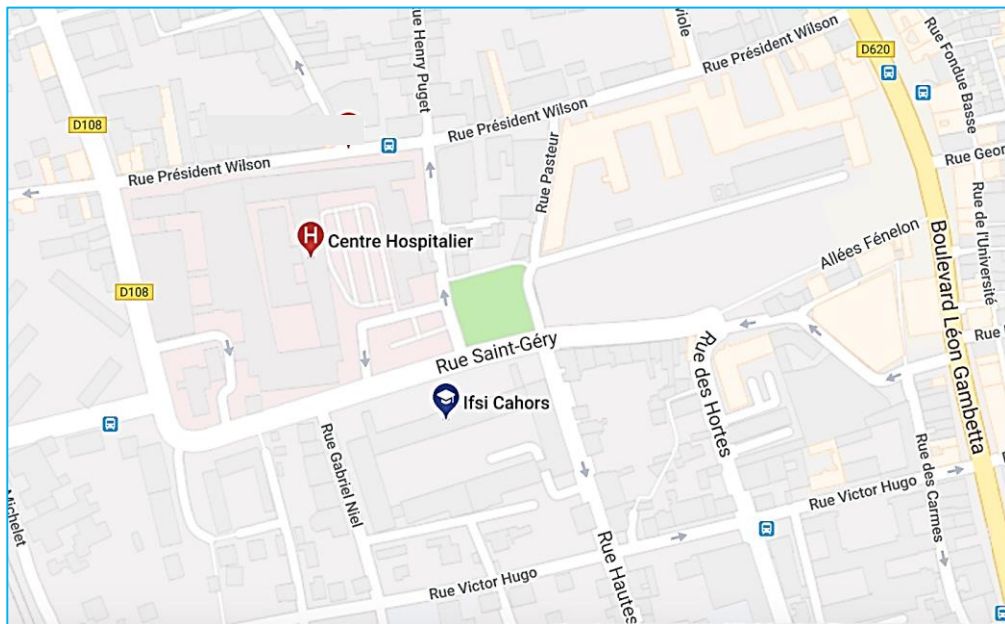 Rue Président Wilson
D620
Rue Fondue Basse
Rue Henry Puget
Rue Président Wilson
D108
Rue Président Wilson
Rue Pasteur
Rue Geor
H Centre Hospitalier
Allées Fénelon
Rue de l'Université
Boulevard Léon Gambetta
D108
Rue Saint-Géry
Rue des Hortes
Ifsi Cahors
Rue Gabriel Niel
Rue des Carmes
Rue Victor Hugo
Michelet
Rue Hautes
Rue Victor Hugo